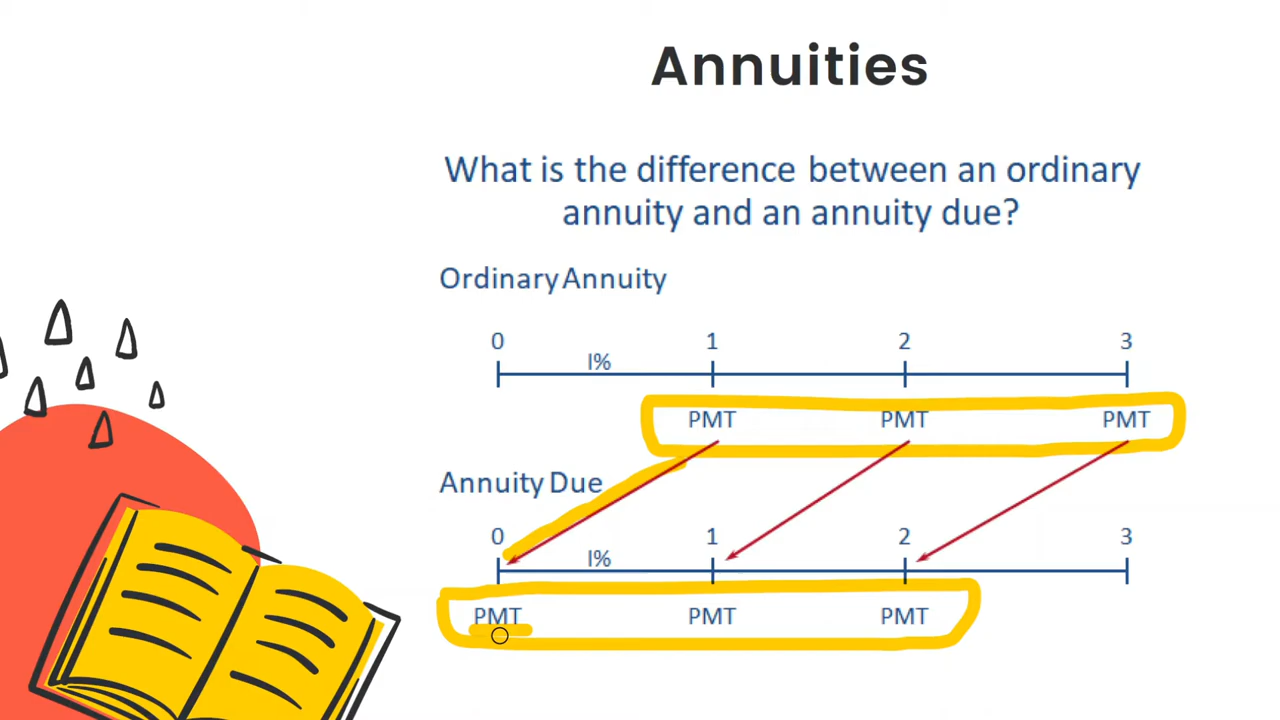 Annuities
What is the difference between an ordinary
annuity and an annuity due?
Ordinary Annuity
0 1 2 3
I%
PMT PMT PMT
Annuity Due
0 1 2 3
I%
PMT PMT PMT